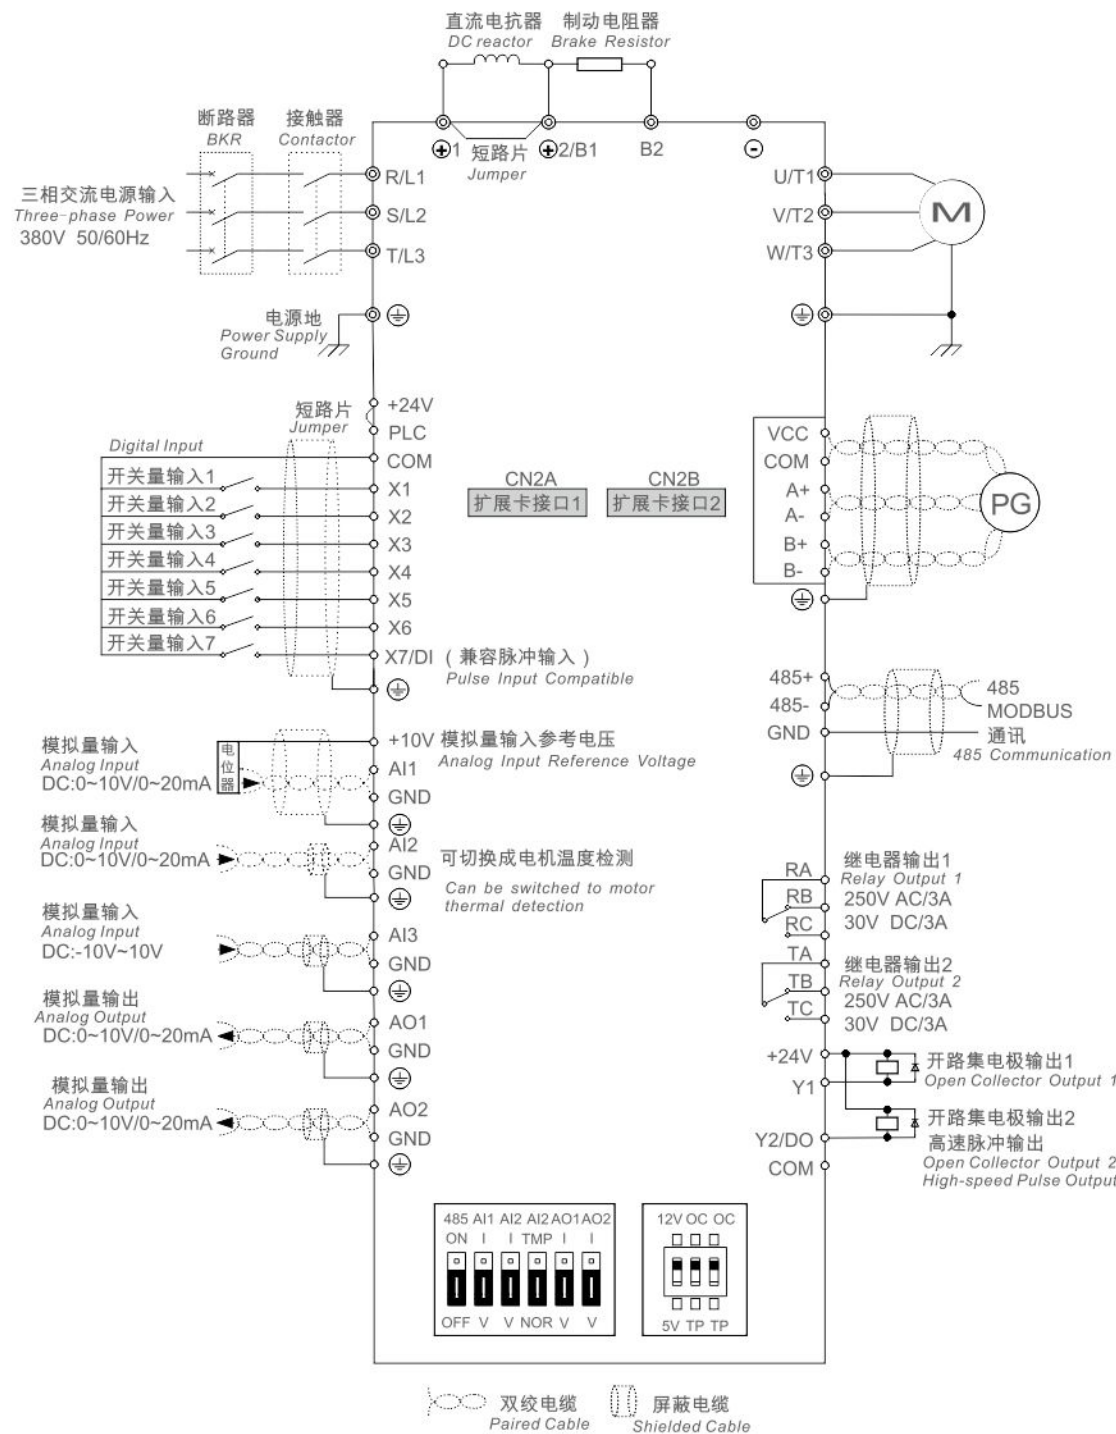 直流电抗器
DC reactor
制动电阻器
Brake Resistor
断路器
BKR
接触器
Contactor
+1
短路片
Jumper
+2/B1
B2
-
三相交流电源输入
Three-phase Power
380V 50/60Hz
R/L1
S/L2
T/L3
U/T1
V/T2
W/T3
M
电源地
Power Supply
Ground
短路片
Jumper
+24V
PLC
COM
Digital Input
开关量输入1
X1
开关量输入2
X2
开关量输入3
X3
开关量输入4
X4
开关量输入5
X5
开关量输入6
X6
开关量输入7
X7/DI (兼容脉冲输入)
Pulse Input Compatible
CN2A
扩展卡接口1
CN2B
扩展卡接口2
VCC
COM
A+
A-
B+
B-
PG
485+
485-
GND
485
MODBUS
通讯
485 Communication
模拟量输入
Analog Input
DC:0~10V/0~20mA
电位器
+10V 模拟量输入参考电压
Analog Input Reference Voltage
AI1
GND
模拟量输入
Analog Input
DC:0~10V/0~20mA
AI2
GND
可切换成电机温度检测
Can be switched to motor
thermal detection
模拟量输入
Analog Input
DC:-10V~10V
AI3
GND
模拟量输出
Analog Output
DC:0~10V/0~20mA
AO1
GND
模拟量输出
Analog Output
DC:0~10V/0~20mA
AO2
GND
RA
RB
RC
继电器输出1
Relay Output 1
250V AC/3A
30V DC/3A
TA
TB
TC
继电器输出2
Relay Output 2
250V AC/3A
30V DC/3A
+24V
Y1
开路集电极输出1
Open Collector Output 1
Y2/DO
COM
开路集电极输出2
高速脉冲输出
Open Collector Output 2
High-speed Pulse Output
485 AI1 AI2 AI2 AO1 AO2
ON I I TMP I I
OFF V V NOR V V
12V OC OC
5V TP TP
双绞电缆
Paired Cable
屏蔽电缆
Shielded Cable